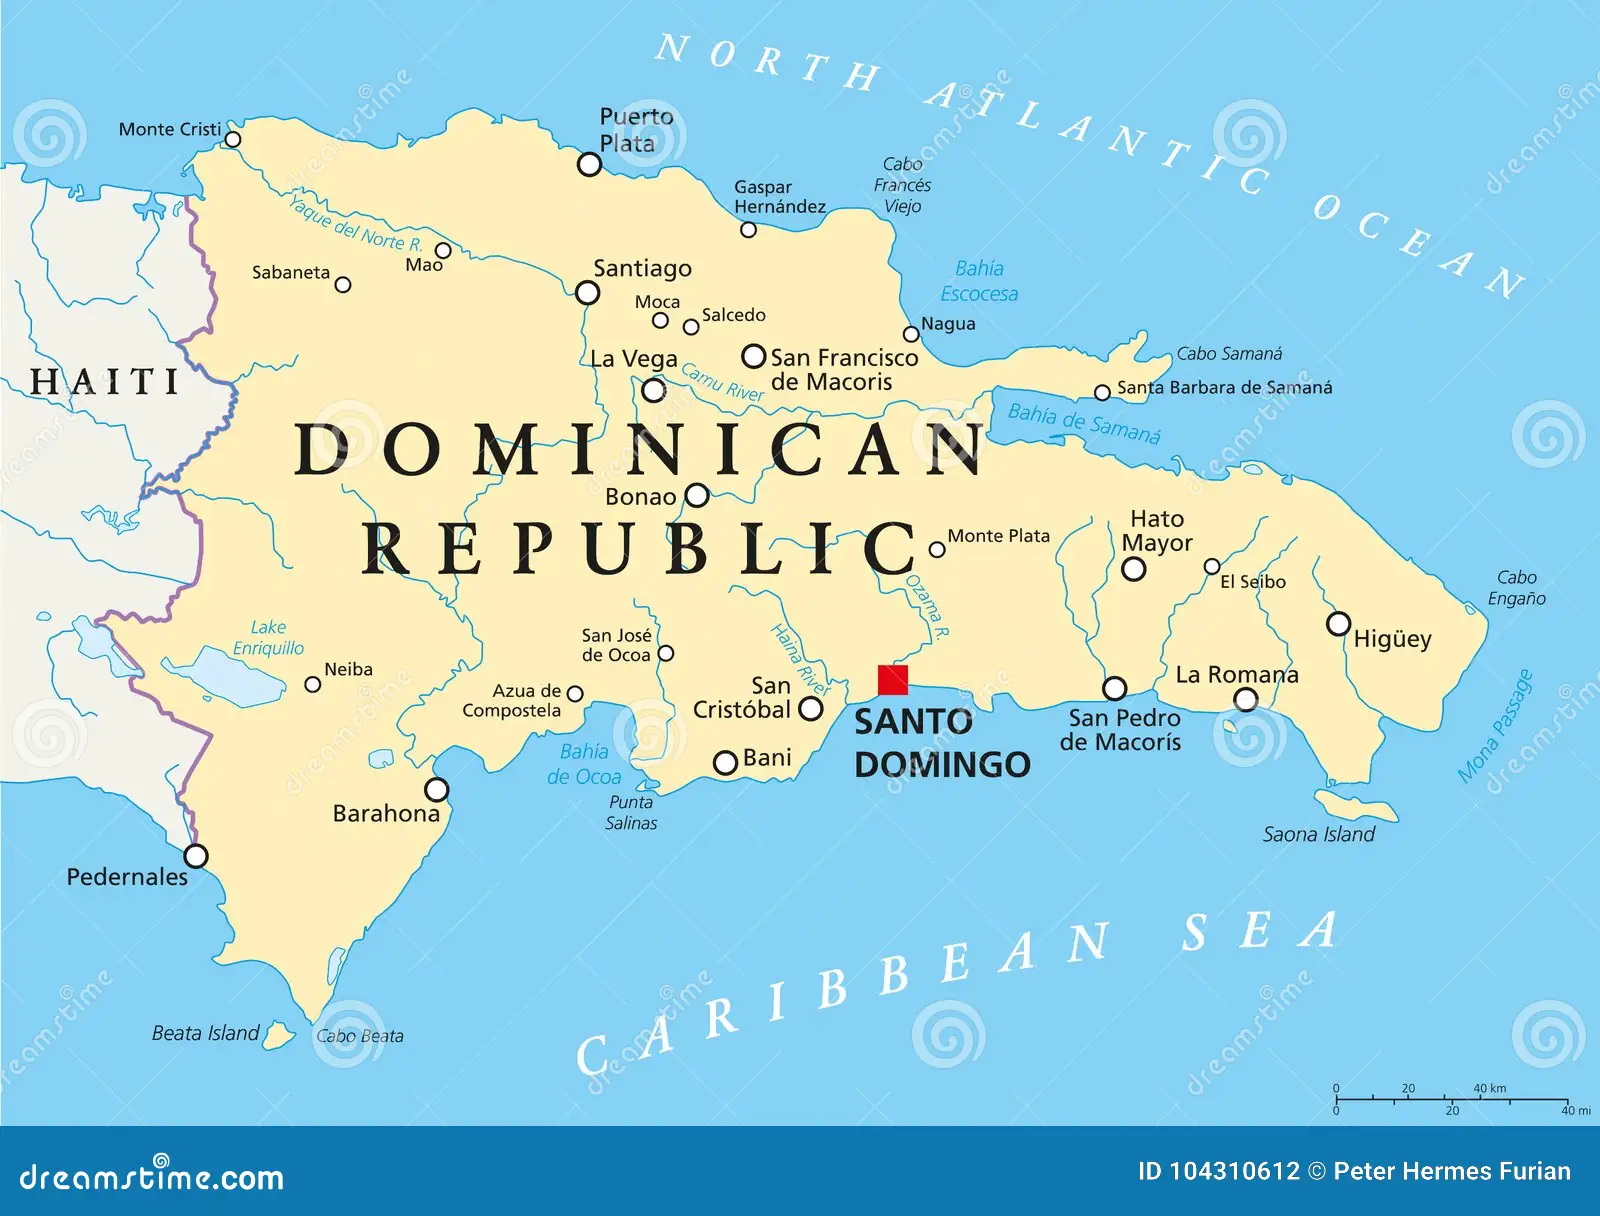 NORTH ATLANTIC OCEAN
Monte Cristi
Puerto
Plata
Gaspar
Hernández
Cabo
Francés
Viejo
Yaque del Norte R.
Mao
Sabaneta
Santiago
Moca
Salcedo
Bahía
Escocesa
Nagua
La Vega
San Francisco
de Macoris
Camu River
Cabo Samaná
Santa Barbara de Samaná
Bahía de Samaná
HAITI
DOMINICAN
REPUBLIC
Bonao
Monte Plata
Hato
Mayor
El Seibo
Cabo
Engaño
Ozama R.
Haina River
Higüey
Lake
Enriquillo
Neiba
San José
de Ocoa
Azua de
Compostela
San
Cristóbal
Bani
SANTO
DOMINGO
La Romana
San Pedro
de Macorís
Mona Passage
Bahía
de Ocoa
Punta
Salinas
Barahona
Pedernales
Saona Island
Beata Island
Cabo Beata
CARIBBEAN SEA
0 20 40 km
0 20 40 mi
dreamstime
dreamstime.com
ID 104310612 © Peter Hermes Furian